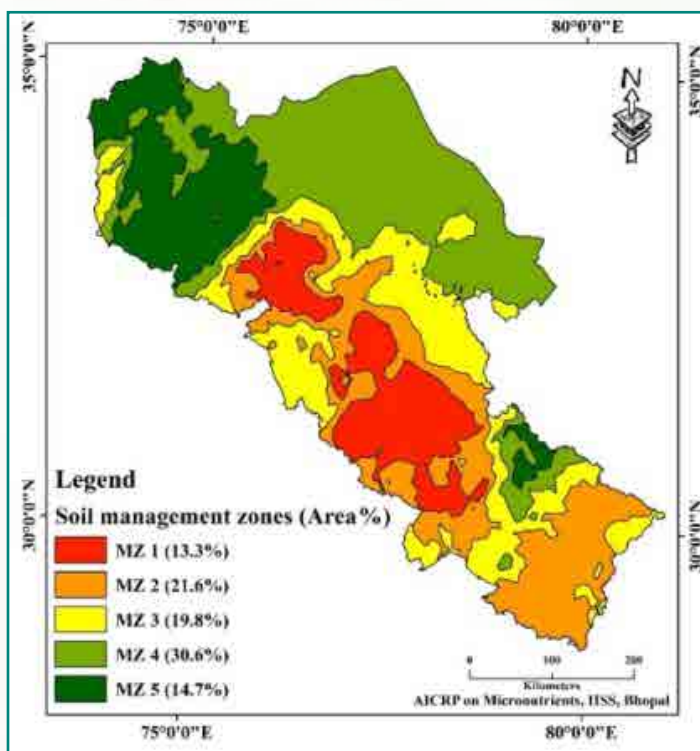 75°0'0"E 80°0'0"E
35°0'0"N
35°0'0"N
N
30°0'0"N
30°0'0"N
Legend
Soil management zones (Area%)
MZ 1 (13.3%)
MZ 2 (21.6%)
MZ 3 (19.8%)
MZ 4 (30.6%)
MZ 5 (14.7%)
0 100 200
Kilometers
AICRP on Micronutrients, IISS, Bhopal
75°0'0"E 80°0'0"E